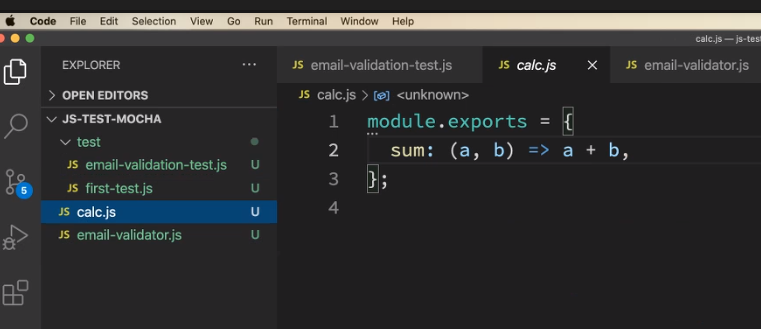 Code File Edit Selection View Go Run Terminal Window Help
calc.js — js-tes
EXPLORER ...
JS email-validation-test.js JS calc.js × JS email-validator.js
OPEN EDITORS
JS calc.js > <unknown>
JS-TEST-MOCHA
1 module.exports = {
test
2 sum: (a, b) => a + b,
JS email-validation-test.js U
3 };
JS first-test.js U
4
5
JS calc.js U
JS email-validator.js U